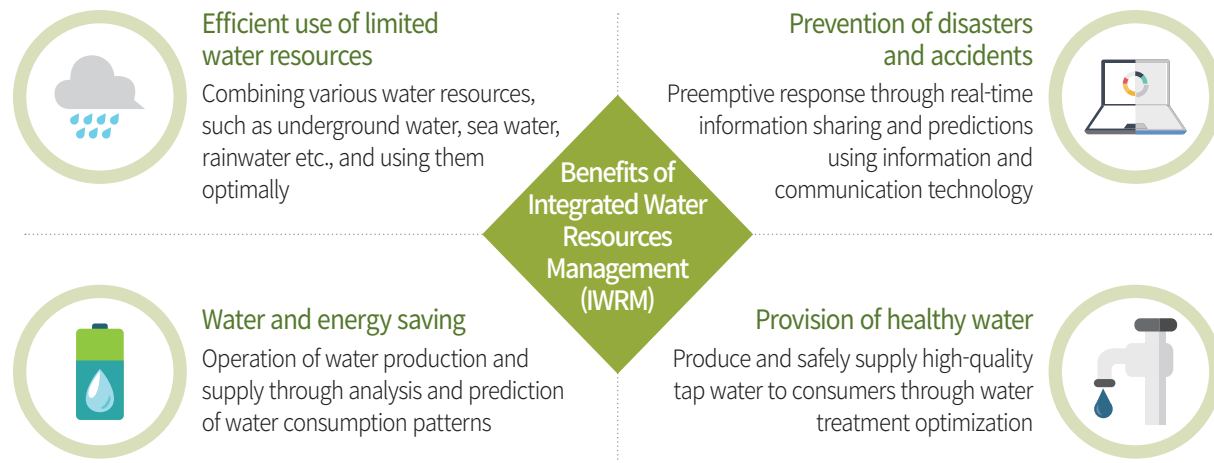 Efficient use of limited
water resources
Combining various water resources,
such as underground water, sea water,
rainwater etc., and using them
optimally
Prevention of disasters
and accidents
Preemptive response through real-time
information sharing and predictions
using information and
communication technology
Benefits of
Integrated Water
Resources
Management
(IWRM)
Water and energy saving
Operation of water production and
supply through analysis and prediction
of water consumption patterns
Provision of healthy water
Produce and safely supply high-quality
tap water to consumers through water
treatment optimization